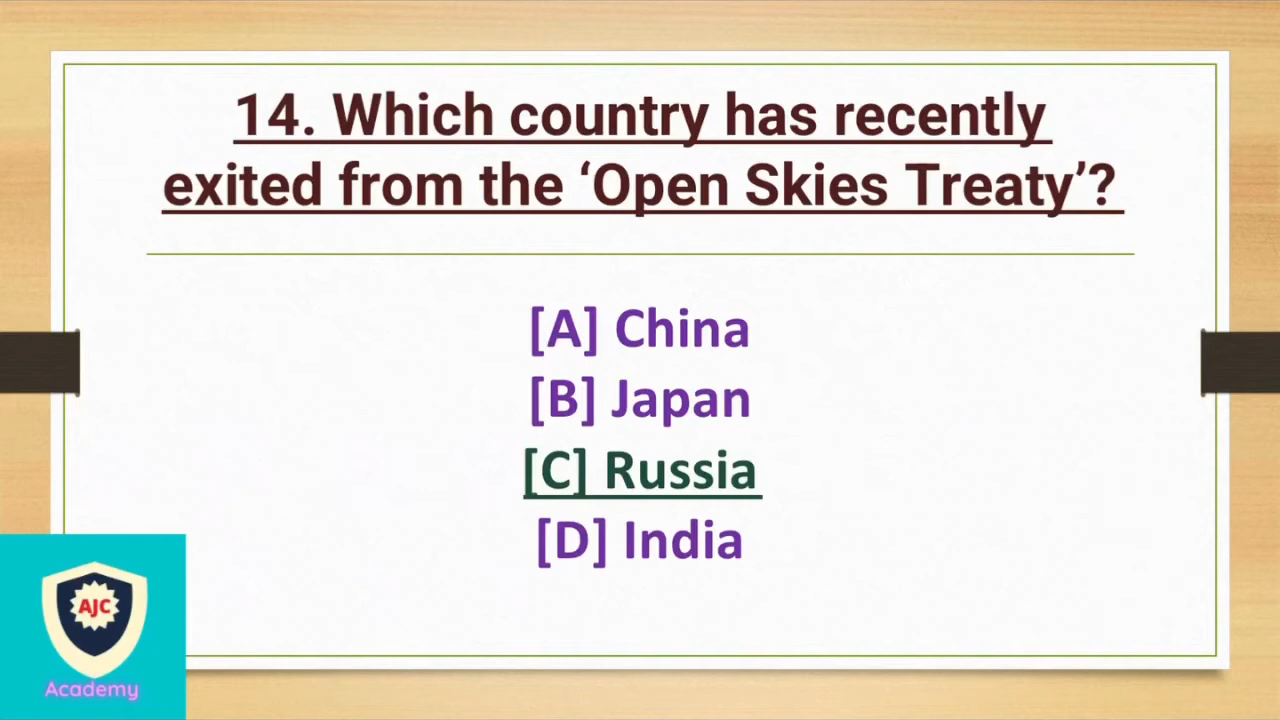 14. Which country has recently
exited from the ‘Open Skies Treaty’?
[A] China
[B] Japan
[C] Russia
[D] India
AJC
Academy